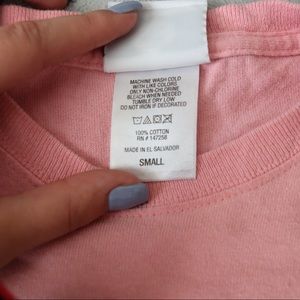 MACHINE WASH COLD
WITH LIKE COLORS
ONLY NON-CHLORINE
BLEACH WHEN NEEDED
TUMBLE DRY LOW
DO NOT IRON IF DECORATED
100% COTTON
RN # 147258
MADE IN EL SALVADOR
SMALL